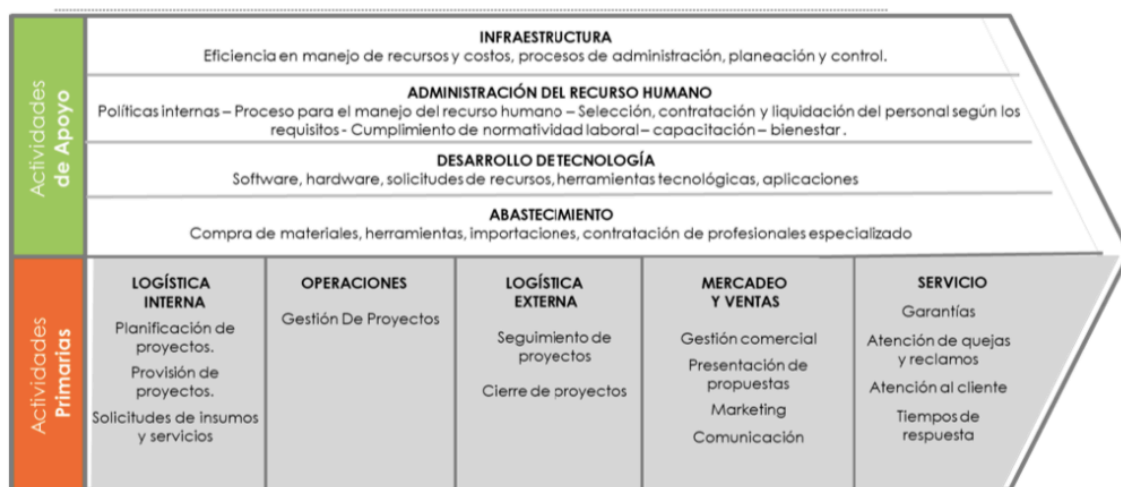 Actividades
de Apoyo
INFRAESTRUCTURA
Eficiencia en manejo de recursos y costos, procesos de administración, planeación y control.
ADMINISTRACIÓN DEL RECURSO HUMANO
Políticas internas – Proceso para el manejo del recurso humano – Selección, contratación y liquidación del personal según los
requisitos - Cumplimiento de normatividad laboral – capacitación – bienestar .
DESARROLLO DE TECNOLOGÍA
Software, hardware, solicitudes de recursos, herramientas tecnológicas, aplicaciones
ABASTECIMIENTO
Compra de materiales, herramientas, importaciones, contratación de profesionales especializado
Actividades
Primarias
LOGÍSTICA
INTERNA
Planificación de
proyectos.
Provisión de
proyectos.
Solicitudes de insumos
y servicios
OPERACIONES
Gestión De Proyectos
LOGÍSTICA
EXTERNA
Seguimiento de
proyectos
Cierre de proyectos
MERCADEO
Y VENTAS
Gestión comercial
Presentación de
propuestas
Marketing
Comunicación
SERVICIO
Garantías
Atención de quejas
y reclamos
Atención al cliente
Tiempos de
respuesta